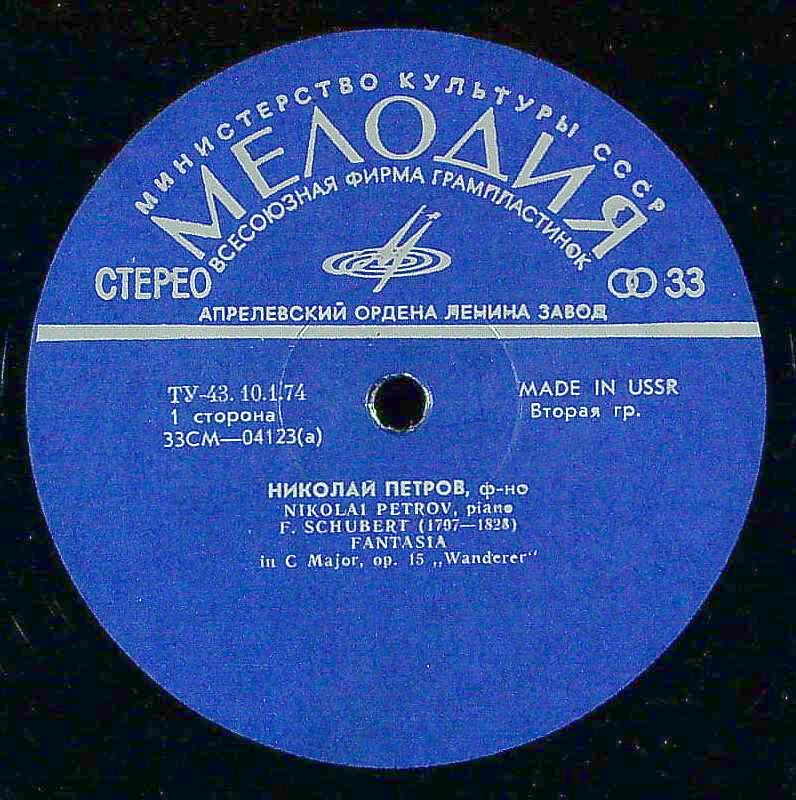 МИНИСТЕРСТВО КУЛЬТУРЫ СССР
МЕЛОДИЯ
ВСЕСОЮЗНАЯ ФИРМА ГРАМПЛАСТИНОК
СТЕРЕО
33
АПРЕЛЕВСКИЙ ОРДЕНА ЛЕНИНА ЗАВОД
ТУ-43. 10.1.74
1 сторона
33СМ—04123(а)
MADE IN USSR
Вторая гр.
НИКОЛАЙ ПЕТРОВ, ф-но
NIKOLAI PETROV, piano
F. SCHUBERT (1797—1828)
FANTASIA
in C Major, op. 15 „Wanderer“